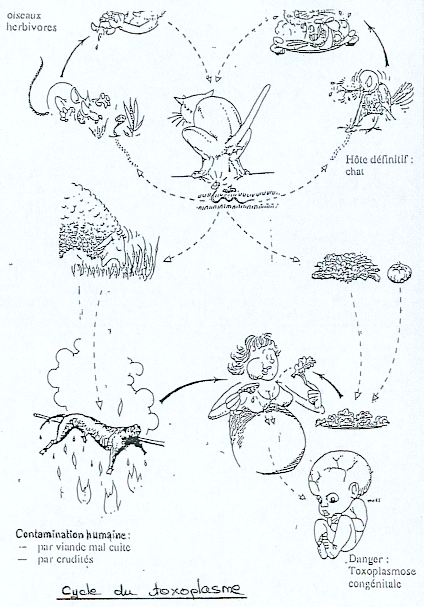 oiseaux
herbivores
Hôte définitif :
chat
Contamination humaine :
-- par viande mal cuite
— par crudités
Danger :
Toxoplasmose
congénitale
Cycle du toxoplasme